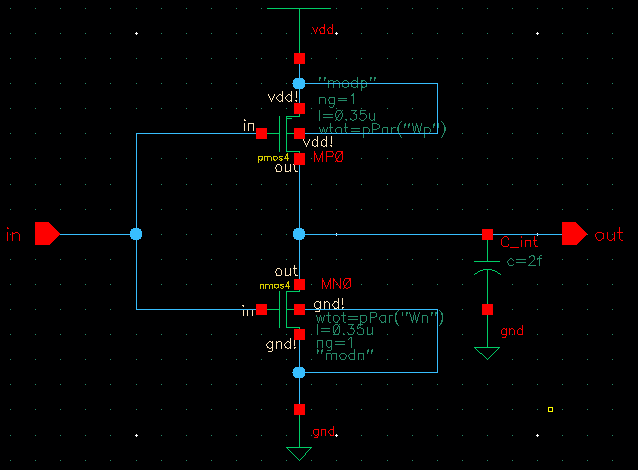 vdd
"modp"
vdd!
ng=1
l=0.35u
in
wtot=pPar("Wp")
vdd!
pmos4
MP0
out
in
out
C_int
c=2f
out
nmos4
MN0
gnd!
in
wtot=pPar("Wn")
l=0.35u
gnd
gnd!
ng=1
"modn"
gnd